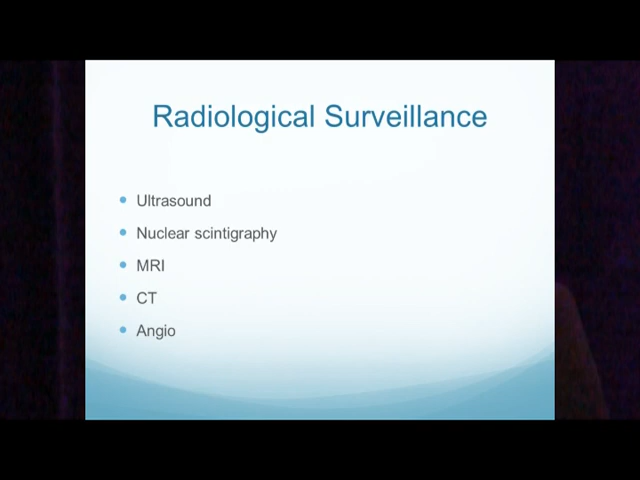 Radiological Surveillance
Ultrasound
Nuclear scintigraphy
MRI
CT
Angio